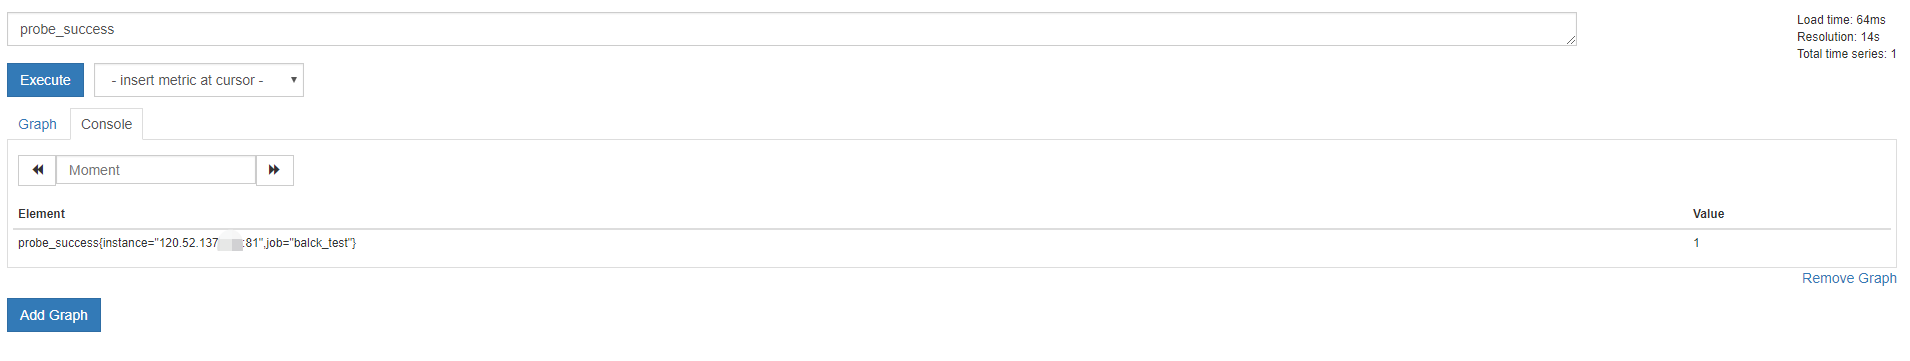 probe_success
Load time: 64ms
Resolution: 14s
Total time series: 1
Execute
- insert metric at cursor -
Graph
Console
Moment
Element
Value
probe_success{instance="120.52.137 :81",job="balck_test"}
1
Remove Graph
Add Graph